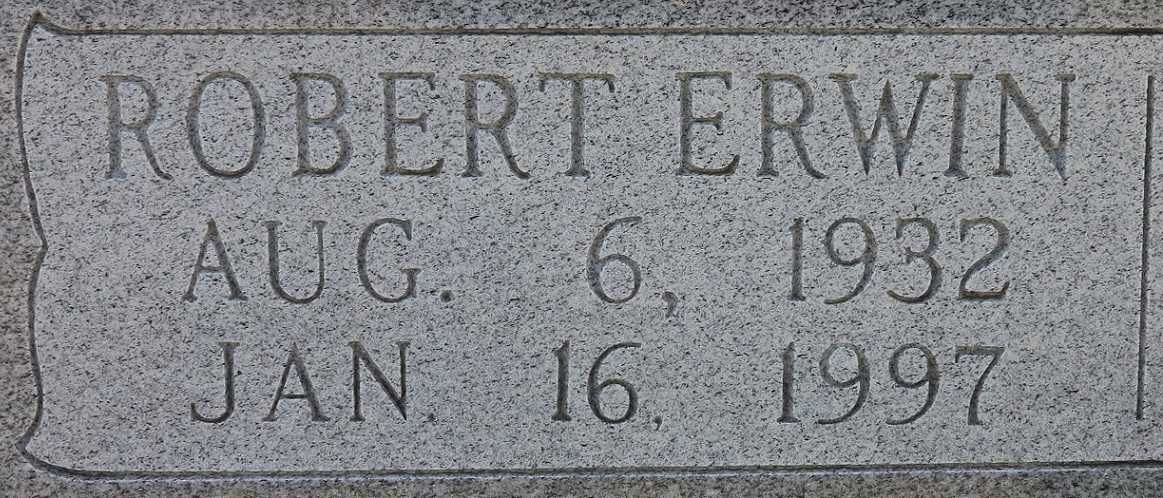 ROBERT ERWIN
AUG. 6, 1932
JAN. 16, 1997